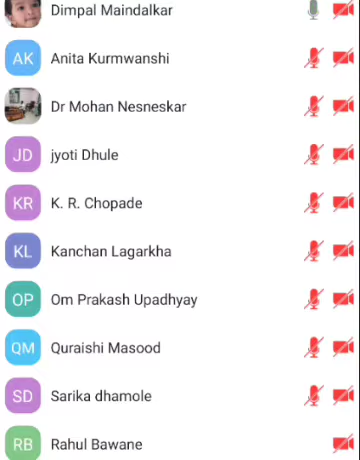 Dimpal Maindalkar
AK Anita Kurmwanshi
Dr Mohan Nesneskar
JD jyoti Dhule
KR K. R. Chopade
KL Kanchan Lagarkha
OP Om Prakash Upadhyay
QM Quraishi Masood
SD Sarika dhamole
RB Rahul Bawane